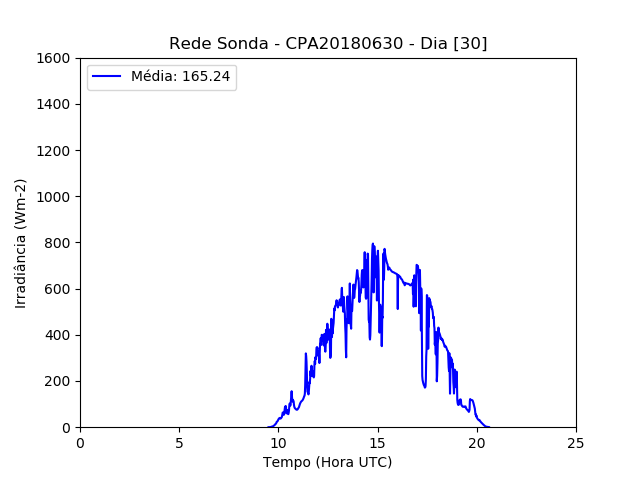 Rede Sonda - CPA20180630 - Dia [30]
Média: 165.24
1600
1400
1200
1000
800
600
400
200
0
Irradiância (Wm-2)
0 5 10 15 20 25
Tempo (Hora UTC)